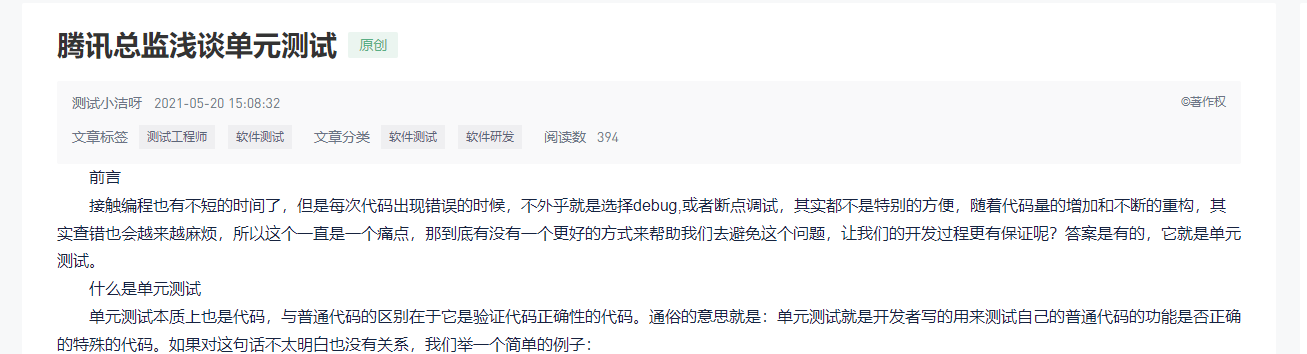 腾讯总监浅谈单元测试 原创
测试小洁呀 2021-05-20 15:08:32 ©著作权
文章标签 测试工程师 软件测试 文章分类 软件测试 软件研发 阅读数 394
前言
接触编程也有不短的时间了，但是每次代码出现错误的时候，不外乎就是选择debug,或者断点调试，其实都不是特别的方便，随着代码量的增加和不断的重构，其
实查错也会越来越麻烦，所以这个一直是一个痛点，那到底有没有一个更好的方式来帮助我们去避免这个问题，让我们的开发过程更有保证呢？答案是有的，它就是单元
测试。
什么是单元测试
单元测试本质上也是代码，与普通代码的区别在于它是验证代码正确性的代码。通俗的意思就是：单元测试就是开发者写的用来测试自己的普通代码的功能是否正确
的特殊的代码。如果对这句话不太明白也没有关系，我们举一个简单的例子：